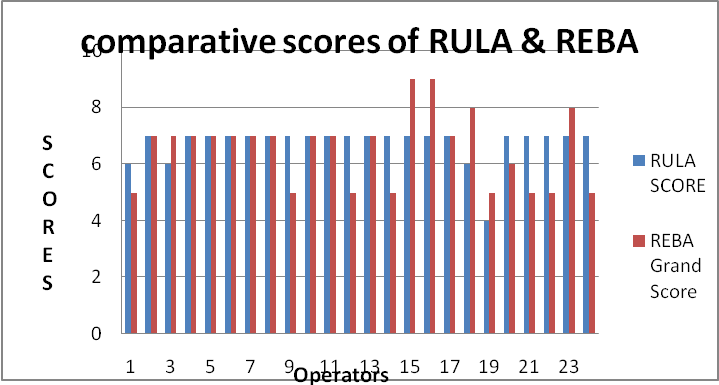 comparative scores of RULA & REBA
10
8
6
4
2
0
SCORES
1 3 5 7 9 11 13 15 17 19 21 23
Operators
RULA
SCORE
REBA
Grand
Score